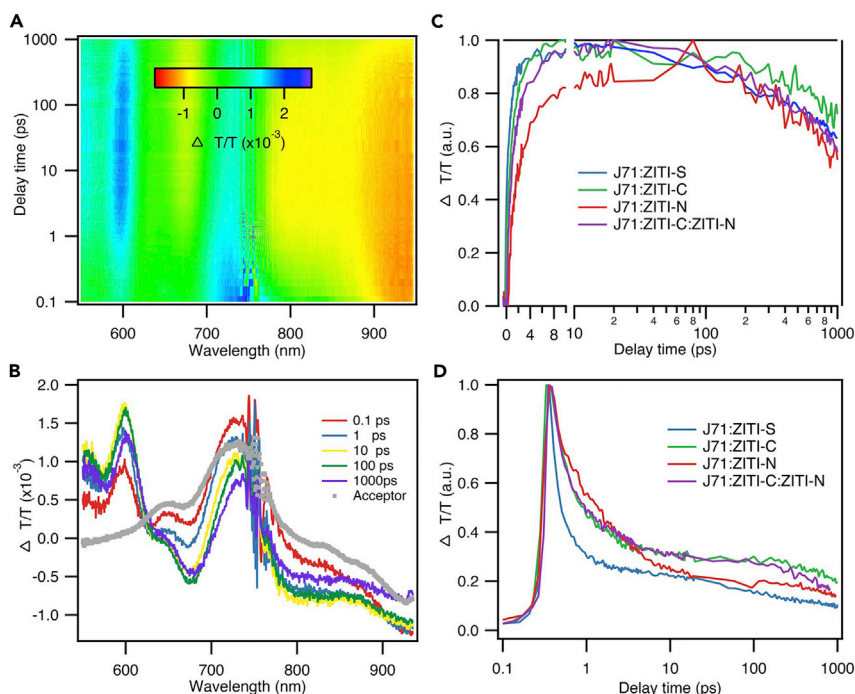 A
1000
100
10
1
0.1
Delay time (ps)
-1 0 1 2
△ T/T (x10⁻³)
600 700 800 900
Wavelength (nm)
B
2.0
1.5
1.0
0.5
0.0
-0.5
-1.0
△ T/T (x10⁻³)
0.1 ps
1 ps
10 ps
100 ps
1000ps
Acceptor
600 700 800 900
Wavelength (nm)
C
1.0
0.8
0.6
0.4
0.2
0.0
△ T/T (a.u.)
J71:ZITI-S
J71:ZITI-C
J71:ZITI-N
J71:ZITI-C:ZITI-N
0 4 8 10 2 4 6 8 100 2 4 6 8 1000
Delay time (ps)
D
1.0
0.8
0.6
0.4
0.2
0.0
△ T/T (a.u.)
J71:ZITI-S
J71:ZITI-C
J71:ZITI-N
J71:ZITI-C:ZITI-N
0.1 1 10 100 1000
Delay time (ps)